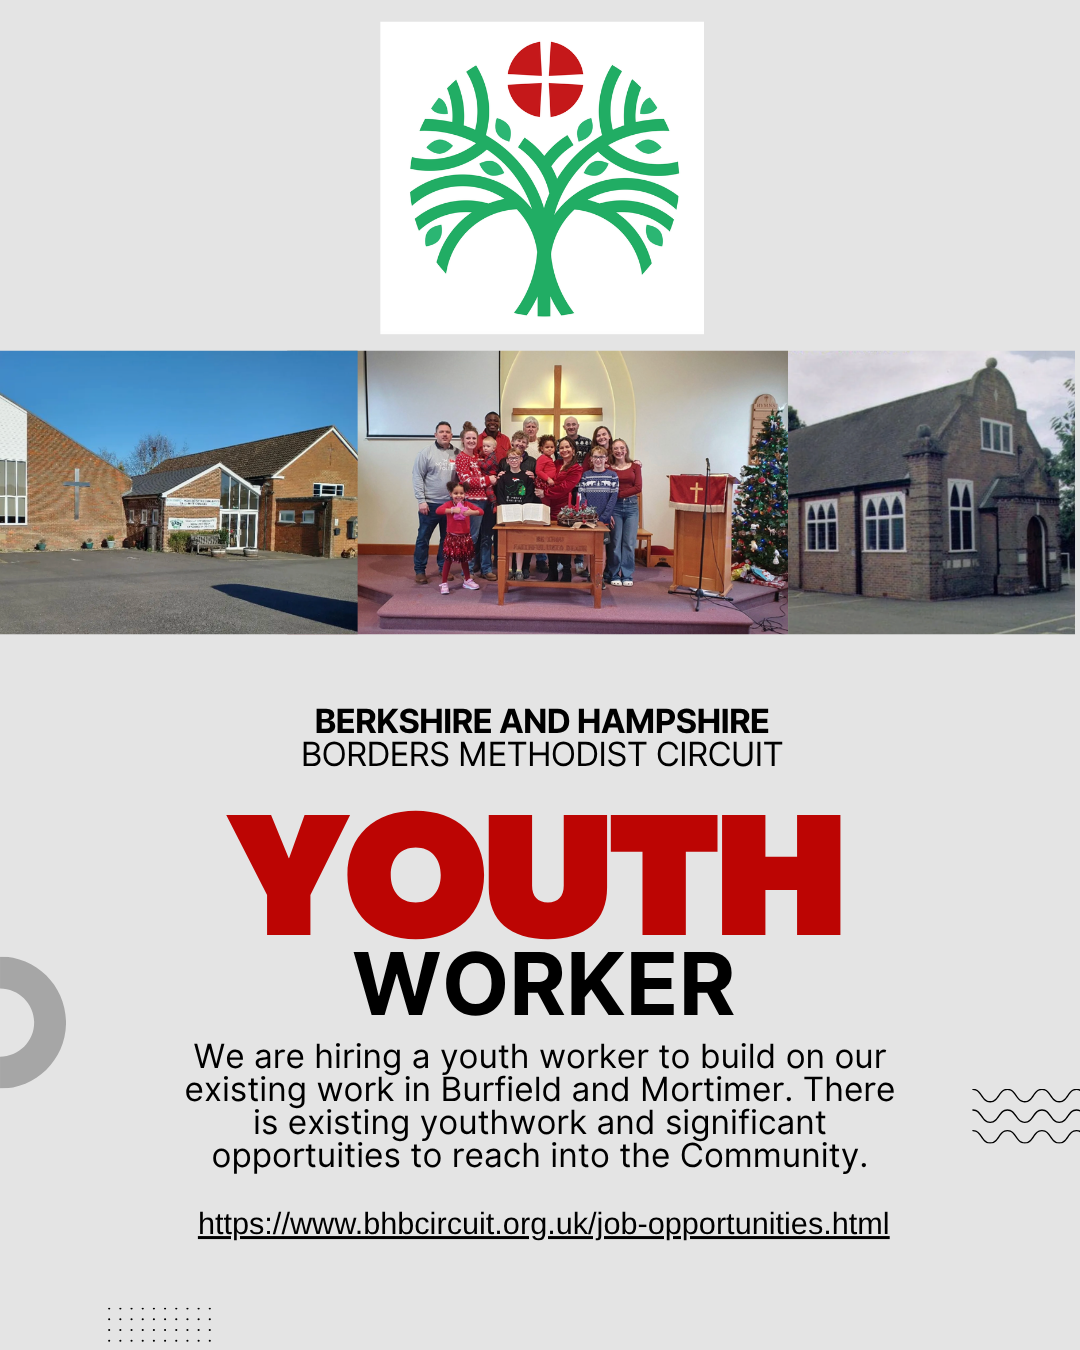 BERKSHIRE AND HAMPSHIRE
BORDERS METHODIST CIRCUIT
YOUTH
WORKER
We are hiring a youth worker to build on our
existing work in Burfield and Mortimer. There
is existing youthwork and significant
opportuities to reach into the Community.
https://www.bhbcircuit.org.uk/job-opportunities.html